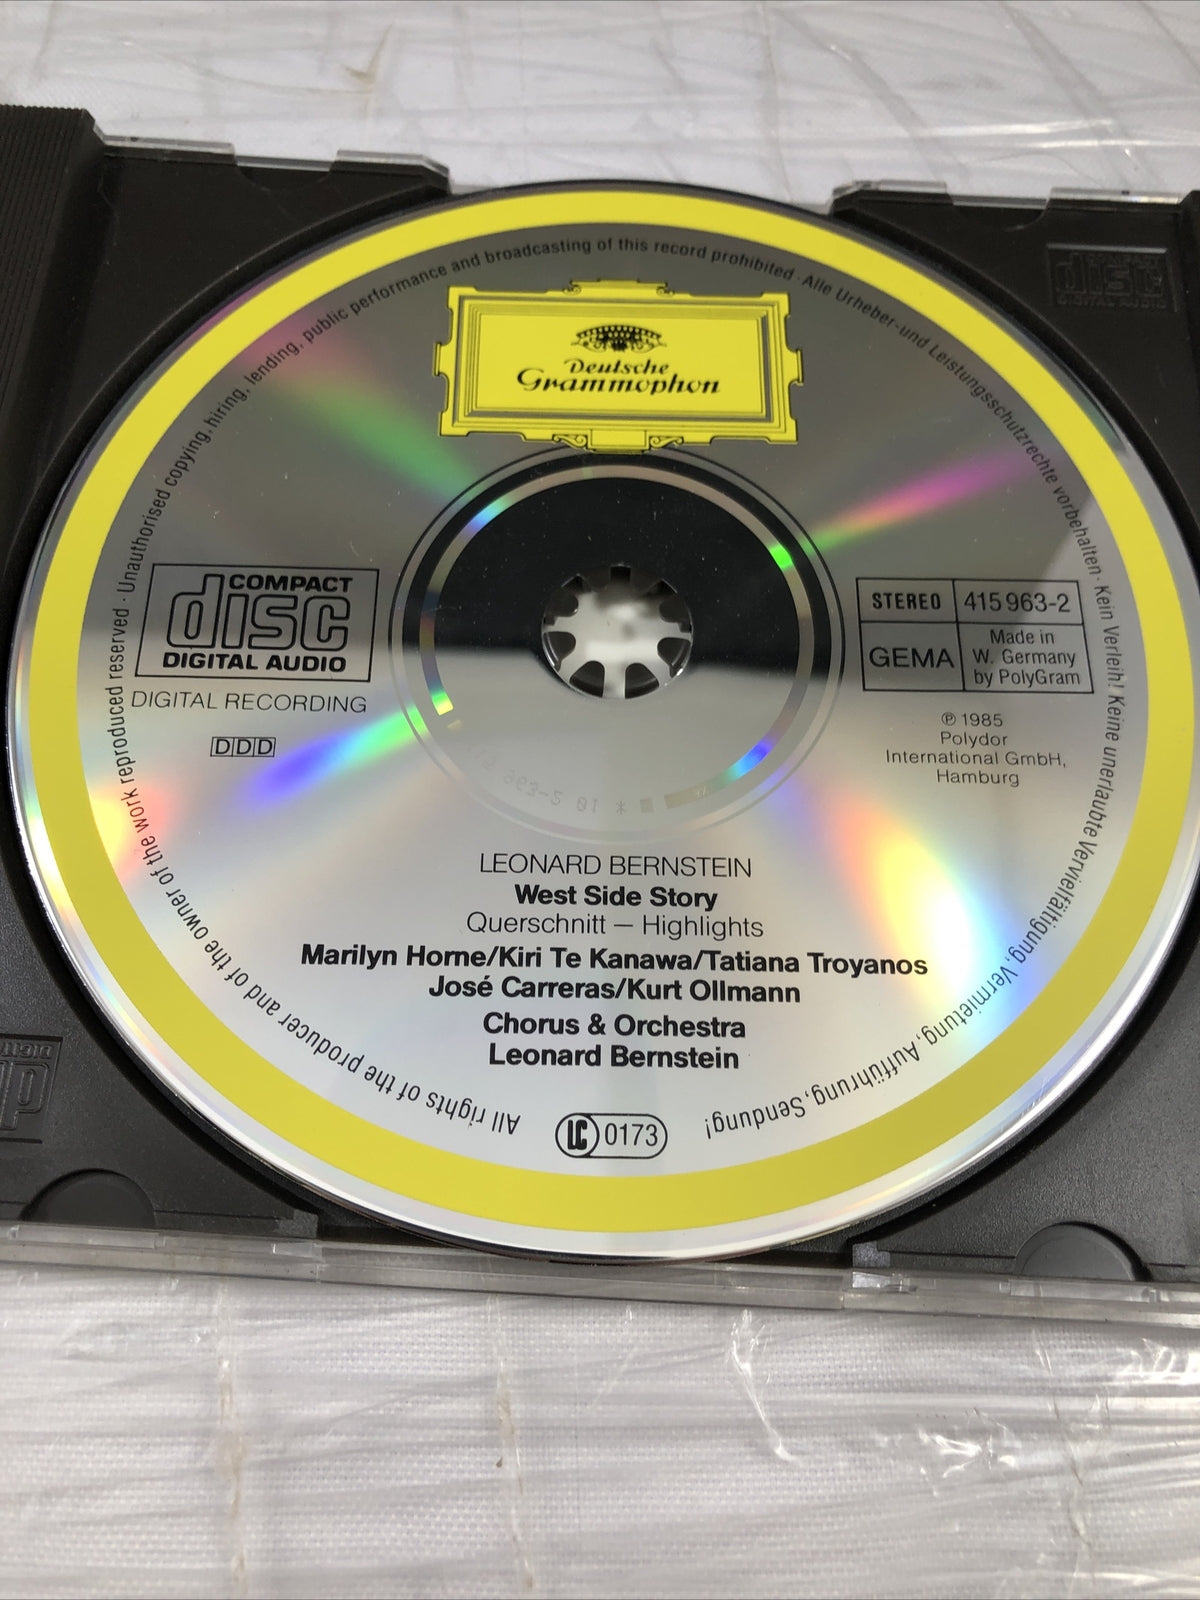 Deutsche
Grammophon
COMPACT
disc
DIGITAL AUDIO
DIGITAL RECORDING
DDD
STEREO
415 963-2
GEMA
Made in
W. Germany
by PolyGram
℗ 1985
Polydor
International GmbH,
Hamburg
LEONARD BERNSTEIN
West Side Story
Querschnitt – Highlights
Marilyn Horne/Kiri Te Kanawa/Tatiana Troyanos
José Carreras/Kurt Ollmann
Chorus & Orchestra
Leonard Bernstein
LC 0173
All rights of the producer and of the owner of the work reproduced reserved · Unauthorised copying, hiring, lending, public performance and broadcasting of this record prohibited · Alle Urheber- und Leistungsschutzrechte vorbehalten · Kein Verleih! Keine unerlaubte Vervielfältigung, Vermietung, Aufführung, Sendung!
disc
DIGITAL AUDIO